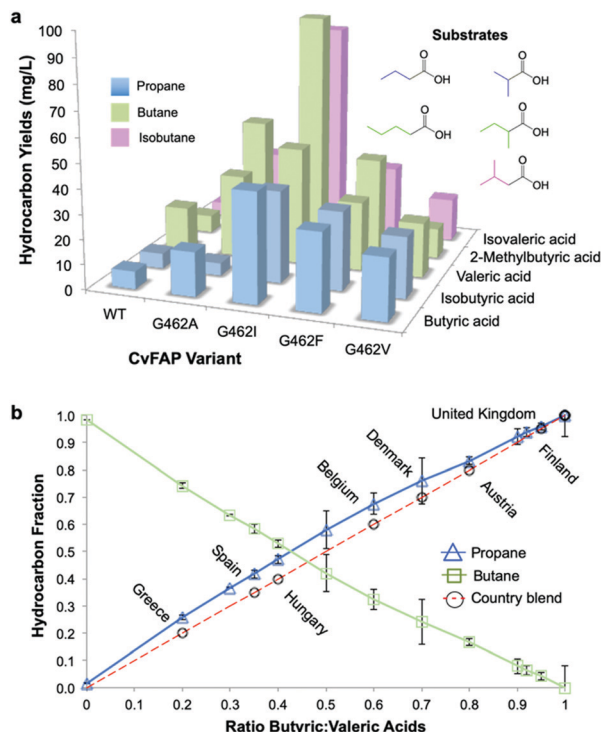 a
100
90
80
70
60
50
40
30
20
10
0
Hydrocarbon Yields (mg/L)
Propane
Butane
Isobutane
Substrates
O
OH
O
OH
O
OH
O
OH
O
OH
WT
G462A
G462I
G462F
G462V
CvFAP Variant
Isovaleric acid
2-Methylbutyric acid
Valeric acid
Isobutyric acid
Butyric acid
b
1.0
0.9
0.8
0.7
0.6
0.5
0.4
0.3
0.2
0.1
0.0
Hydrocarbon Fraction
Greece
Spain
Hungary
Belgium
Denmark
Austria
United Kingdom
Finland
Propane
Butane
Country blend
0 0.1 0.2 0.3 0.4 0.5 0.6 0.7 0.8 0.9 1
Ratio Butyric:Valeric Acids